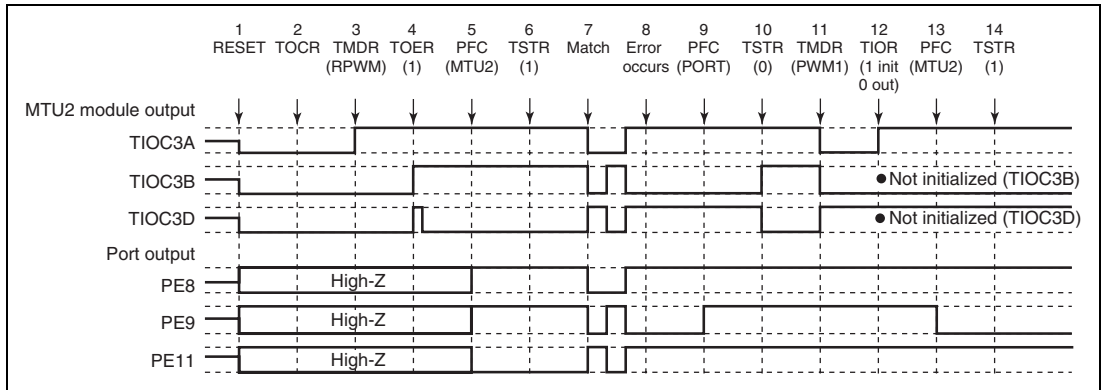 1 2 3 4 5 6 7 8 9 10 11 12 13 14
RESET TOCR TMDR TOER PFC TSTR Match Error PFC TSTR TMDR TIOR PFC TSTR
(RPWM) (1) (MTU2) (1) occurs (PORT) (0) (PWM1) (1 init (MTU2) (1)
0 out)
MTU2 module output
TIOC3A
TIOC3B
● Not initialized (TIOC3B)
TIOC3D
● Not initialized (TIOC3D)
Port output
PE8
High-Z
PE9
High-Z
PE11
High-Z